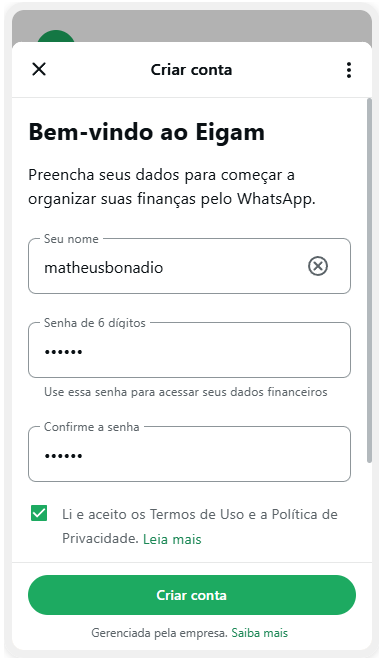 Criar conta
Bem-vindo ao Eigam
Preencha seus dados para começar a
organizar suas finanças pelo WhatsApp.
Seu nome
matheusbonadio
Senha de 6 dígitos
••••••
Use essa senha para acessar seus dados financeiros
Confirme a senha
••••••
Li e aceito os Termos de Uso e a Política de
Privacidade. Leia mais
Criar conta
Gerenciada pela empresa. Saiba mais